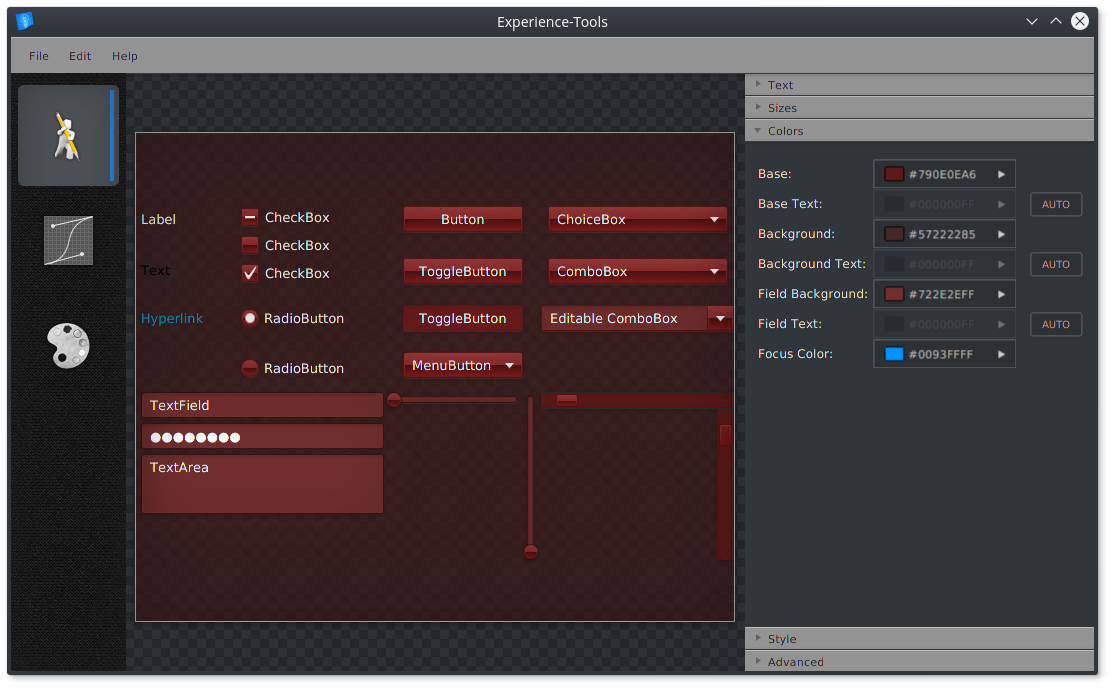 Experience-Tools
File Edit Help
Label
CheckBox
Button
ChoiceBox
CheckBox
Text
CheckBox
ToggleButton
ComboBox
Hyperlink
RadioButton
ToggleButton
Editable ComboBox
RadioButton
MenuButton
TextField
TextArea
Text
Sizes
Colors
Base: #790E0EA6
Base Text: #000000FF AUTO
Background: #57222285
Background Text: #000000FF AUTO
Field Background: #722E2EFF
Field Text: #000000FF AUTO
Focus Color: #0093FFFF
Style
Advanced